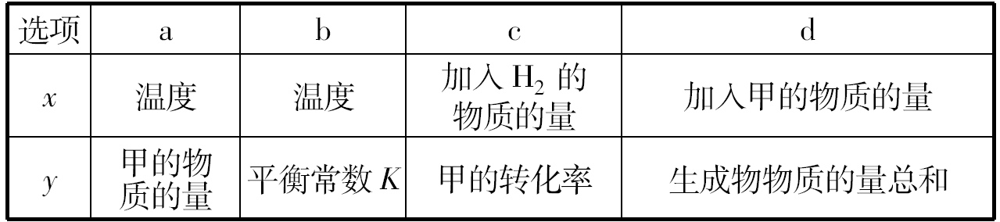 选项 a b c d
x 温度 温度 加入 H₂ 的物质的量 加入甲的物质的量
y 甲的物质的量 平衡常数 K 甲的转化率 生成物物质的量总和